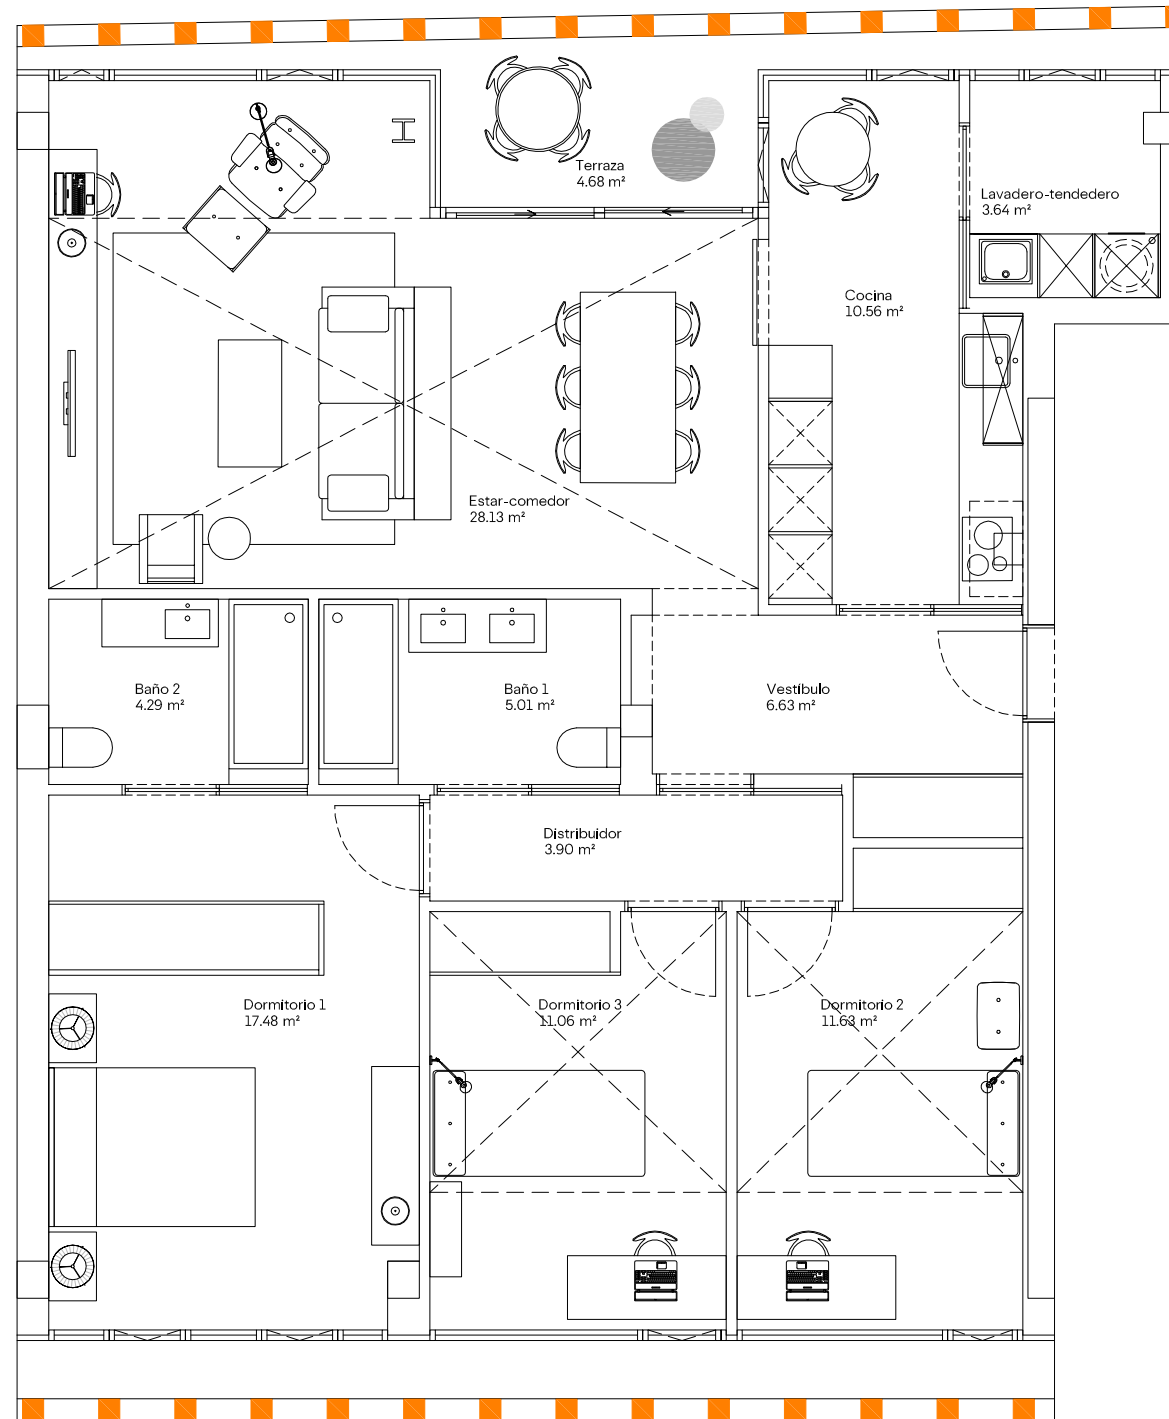 Terraza
4.68 m²
Lavadero-tendedero
3.64 m²
Cocina
10.56 m²
Estar-comedor
28.13 m²
Baño 2
4.29 m²
Baño 1
5.01 m²
Vestíbulo
6.63 m²
Distribuidor
3.90 m²
Dormitorio 1
17.48 m²
Dormitorio 3
11.06 m²
Dormitorio 2
11.63 m²